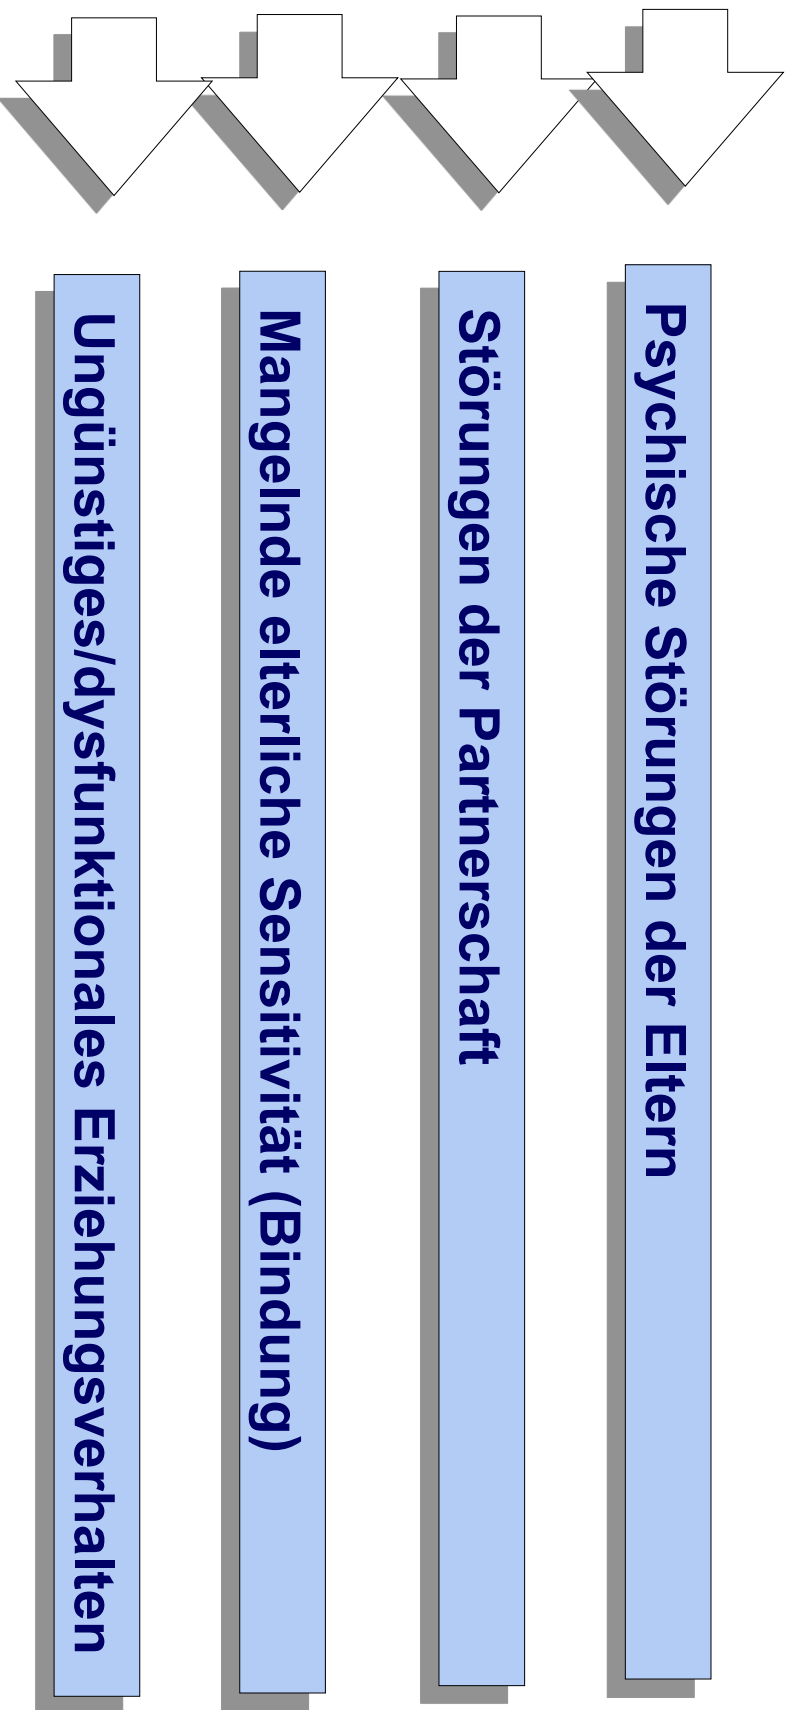 Psychische Störungen der Eltern
Störungen der Partnerschaft
Mangelnde elterliche Sensitivität (Bindung)
Ungünstiges/dysfunktionales Erziehungsverhalten